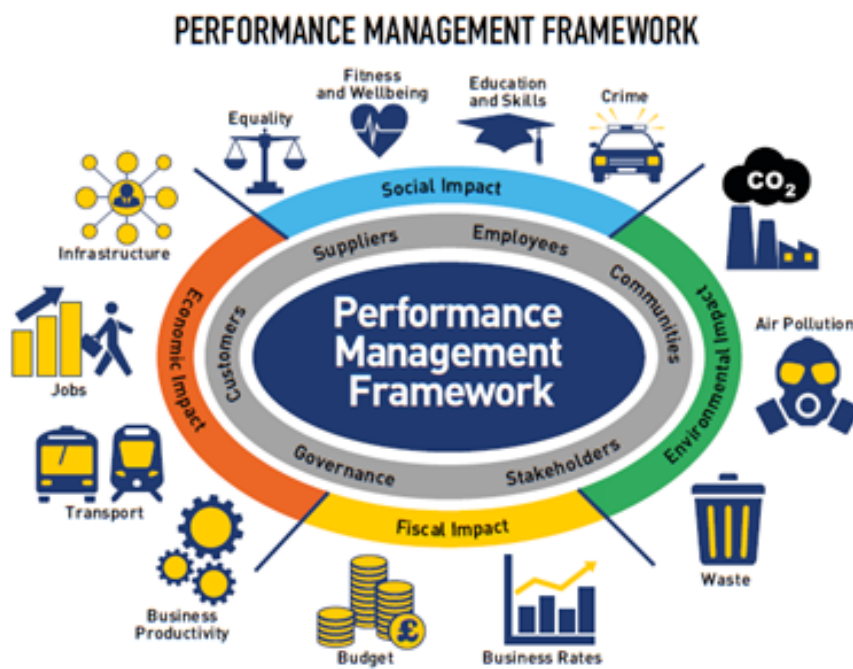 PERFORMANCE MANAGEMENT FRAMEWORK
Fitness
and Wellbeing
Education
and Skills
Crime
Equality
CO2
Infrastructure
Social Impact
Suppliers
Employees
Communities
Customers
Economic Impact
Environmental Impact
Performance
Management
Framework
Air Pollution
Jobs
Governance
Stakeholders
Transport
Fiscal Impact
Waste
Business
Productivity
£
Budget
Business Rates